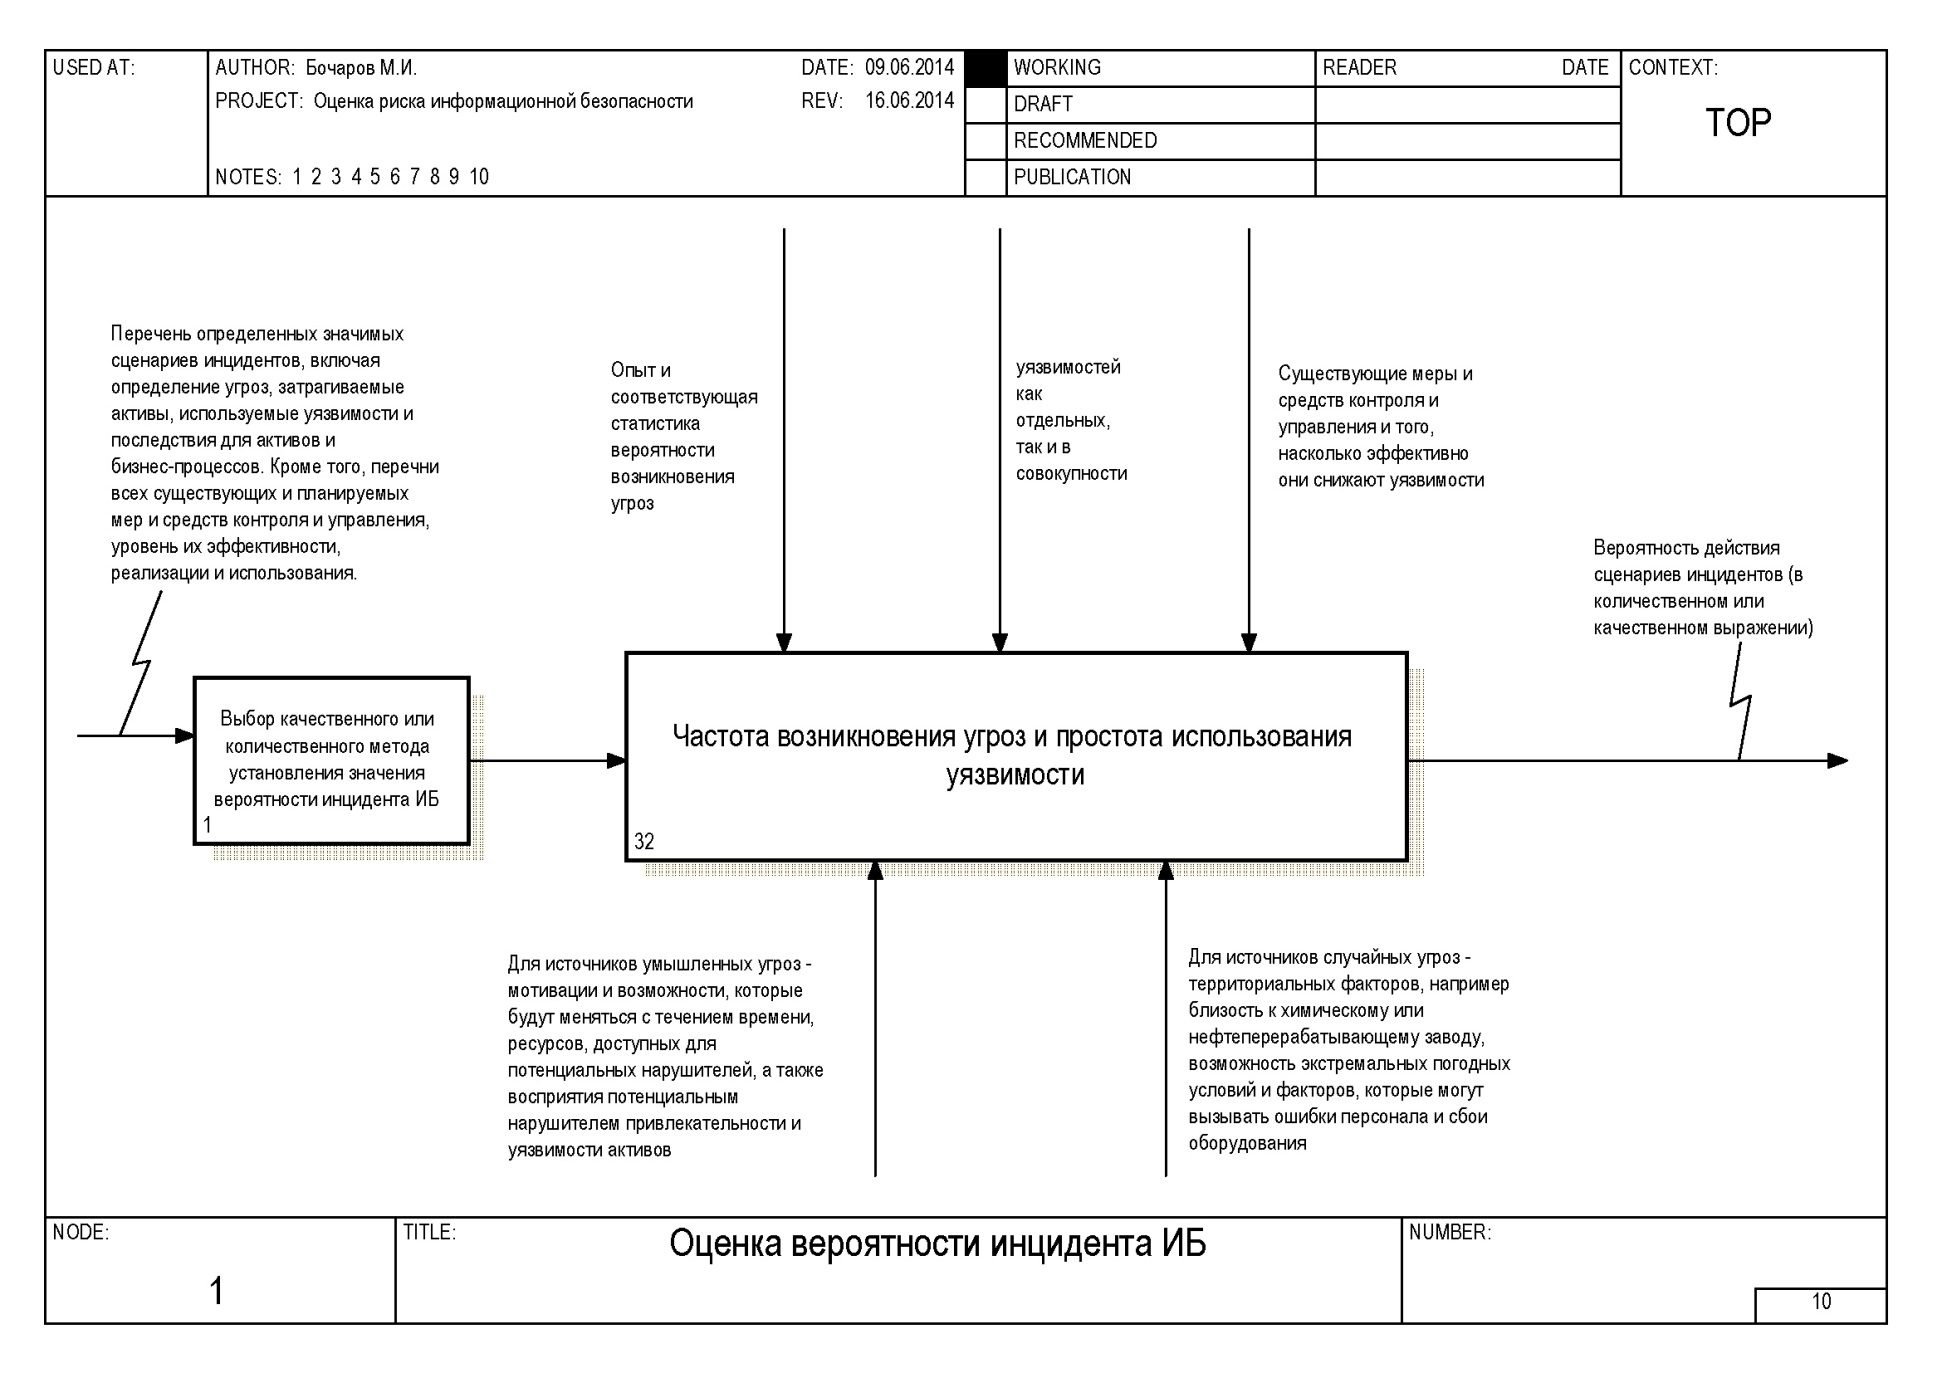 USED AT:
AUTHOR: Бочаров М.И.
DATE: 09.06.2014
PROJECT: Оценка риска информационной безопасности
REV: 16.06.2014
NOTES: 1 2 3 4 5 6 7 8 9 10
WORKING
DRAFT
RECOMMENDED
PUBLICATION
READER DATE
CONTEXT:
TOP
Перечень определенных значимых
сценариев инцидентов, включая
определение угроз, затрагиваемые
активы, используемые уязвимости и
последствия для активов и
бизнес-процессов. Кроме того, перечни
всех существующих и планируемых
мер и средств контроля и управления,
уровень их эффективности,
реализации и использования.
Опыт и
соответствующая
статистика
вероятности
возникновения
угроз
уязвимостей
как
отдельных,
так и в
совокупности
Существующие меры и
средств контроля и
управления и того,
насколько эффективно
они снижают уязвимости
Вероятность действия
сценариев инцидентов (в
количественном или
качественном выражении)
Выбор качественного или
количественного метода
установления значения
вероятности инцидента ИБ
1
Частота возникновения угроз и простота использования
уязвимости
32
Для источников умышленных угроз -
мотивации и возможности, которые
будут меняться с течением времени,
ресурсов, доступных для
потенциальных нарушителей, а также
восприятия потенциальным
нарушителем привлекательности и
уязвимости активов
Для источников случайных угроз -
территориальных факторов, например
близость к химическому или
нефтеперерабатывающему заводу,
возможность экстремальных погодных
условий и факторов, которые могут
вызывать ошибки персонала и сбои
оборудования
NODE:
1
TITLE:
Оценка вероятности инцидента ИБ
NUMBER:
10